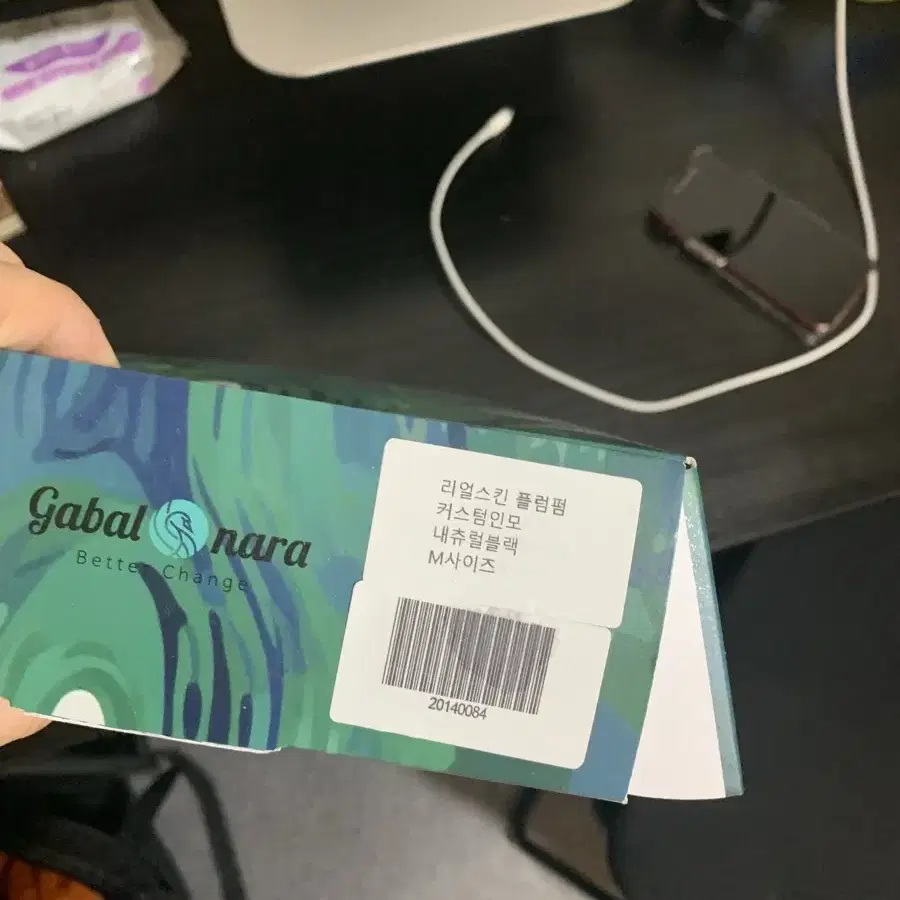 Gabal nara
Better Change
리얼스킨 플럼펌
커스텀인모
내츄럴블랙
M사이즈
20140084